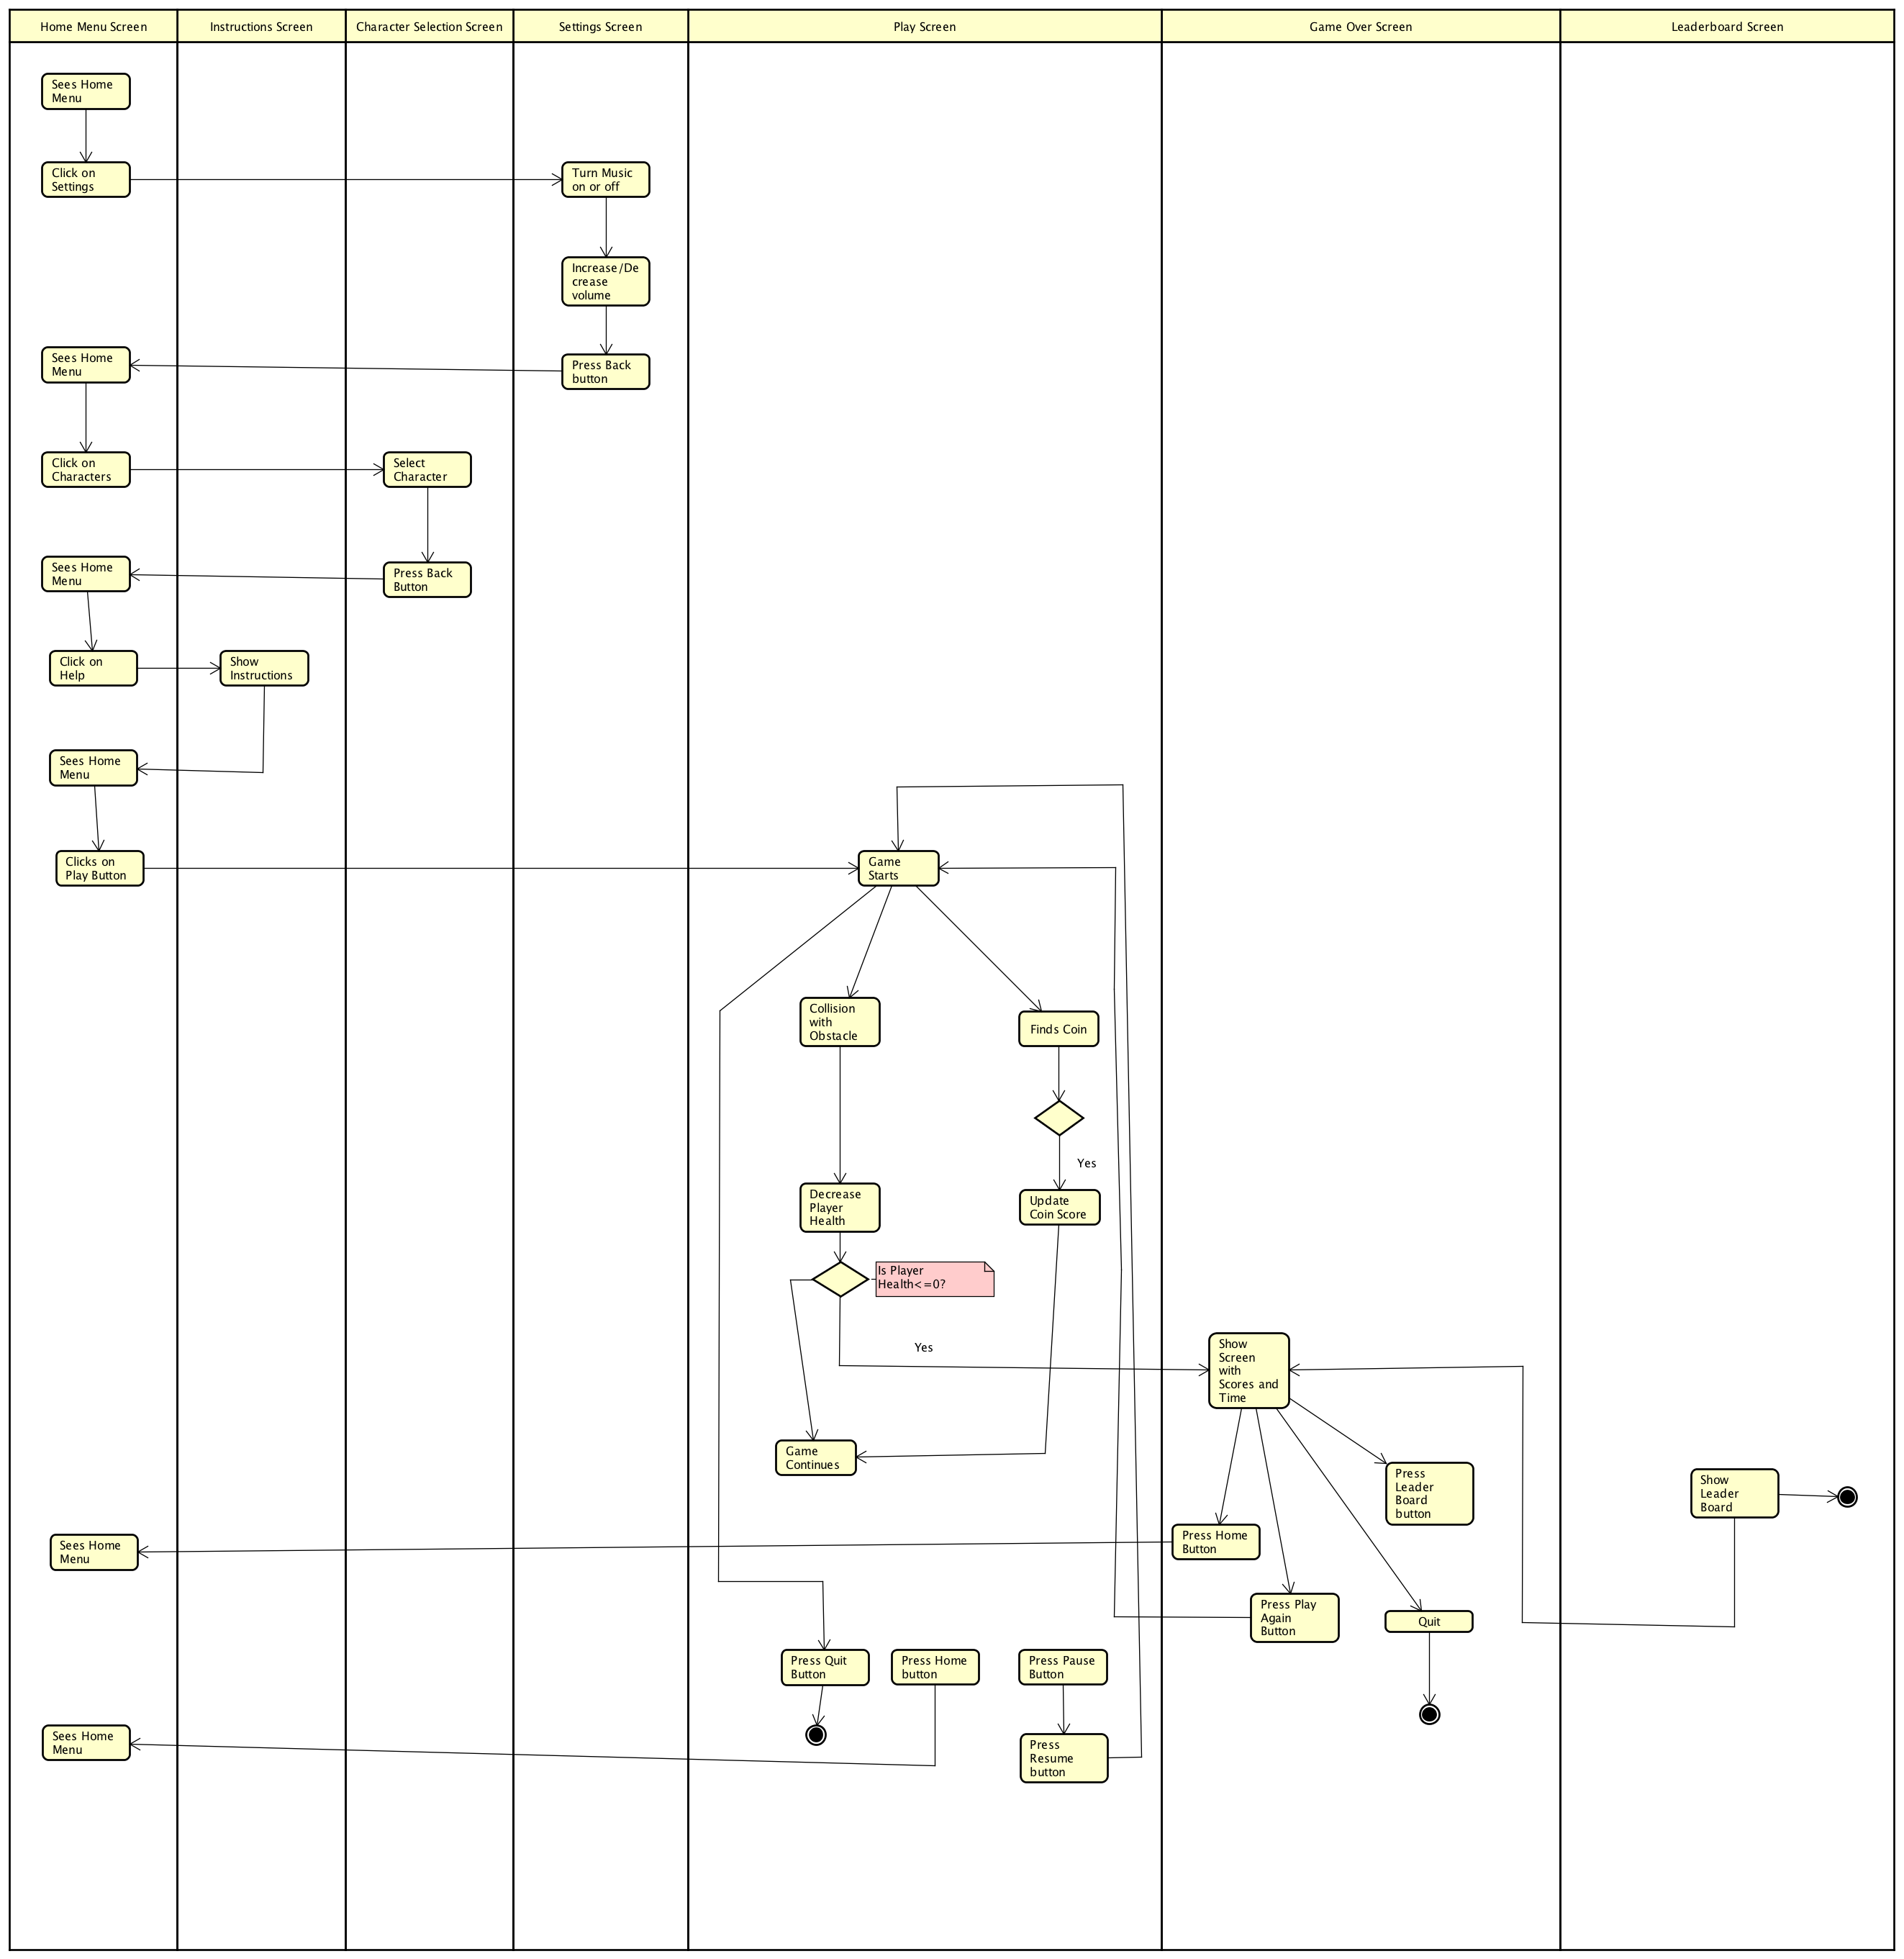 Home Menu Screen
Instructions Screen
Character Selection Screen
Settings Screen
Play Screen
Game Over Screen
Leaderboard Screen
Sees Home
Menu
Click on
Settings
Turn Music
on or off
Increase/De
crease
volume
Sees Home
Menu
Press Back
button
Click on
Characters
Select
Character
Sees Home
Menu
Press Back
Button
Click on
Help
Show
Instructions
Sees Home
Menu
Clicks on
Play Button
Game
Starts
Collision
with
Obstacle
Finds Coin
Yes
Decrease
Player
Health
Update
Coin Score
Is Player
Health<=0?
Yes
Show
Screen
with
Scores and
Time
Game
Continues
Press
Leader
Board
button
Show
Leader
Board
Sees Home
Menu
Press Home
Button
Press Play
Again
Button
Quit
Press Quit
Button
Press Home
button
Press Pause
Button
Sees Home
Menu
Press
Resume
button